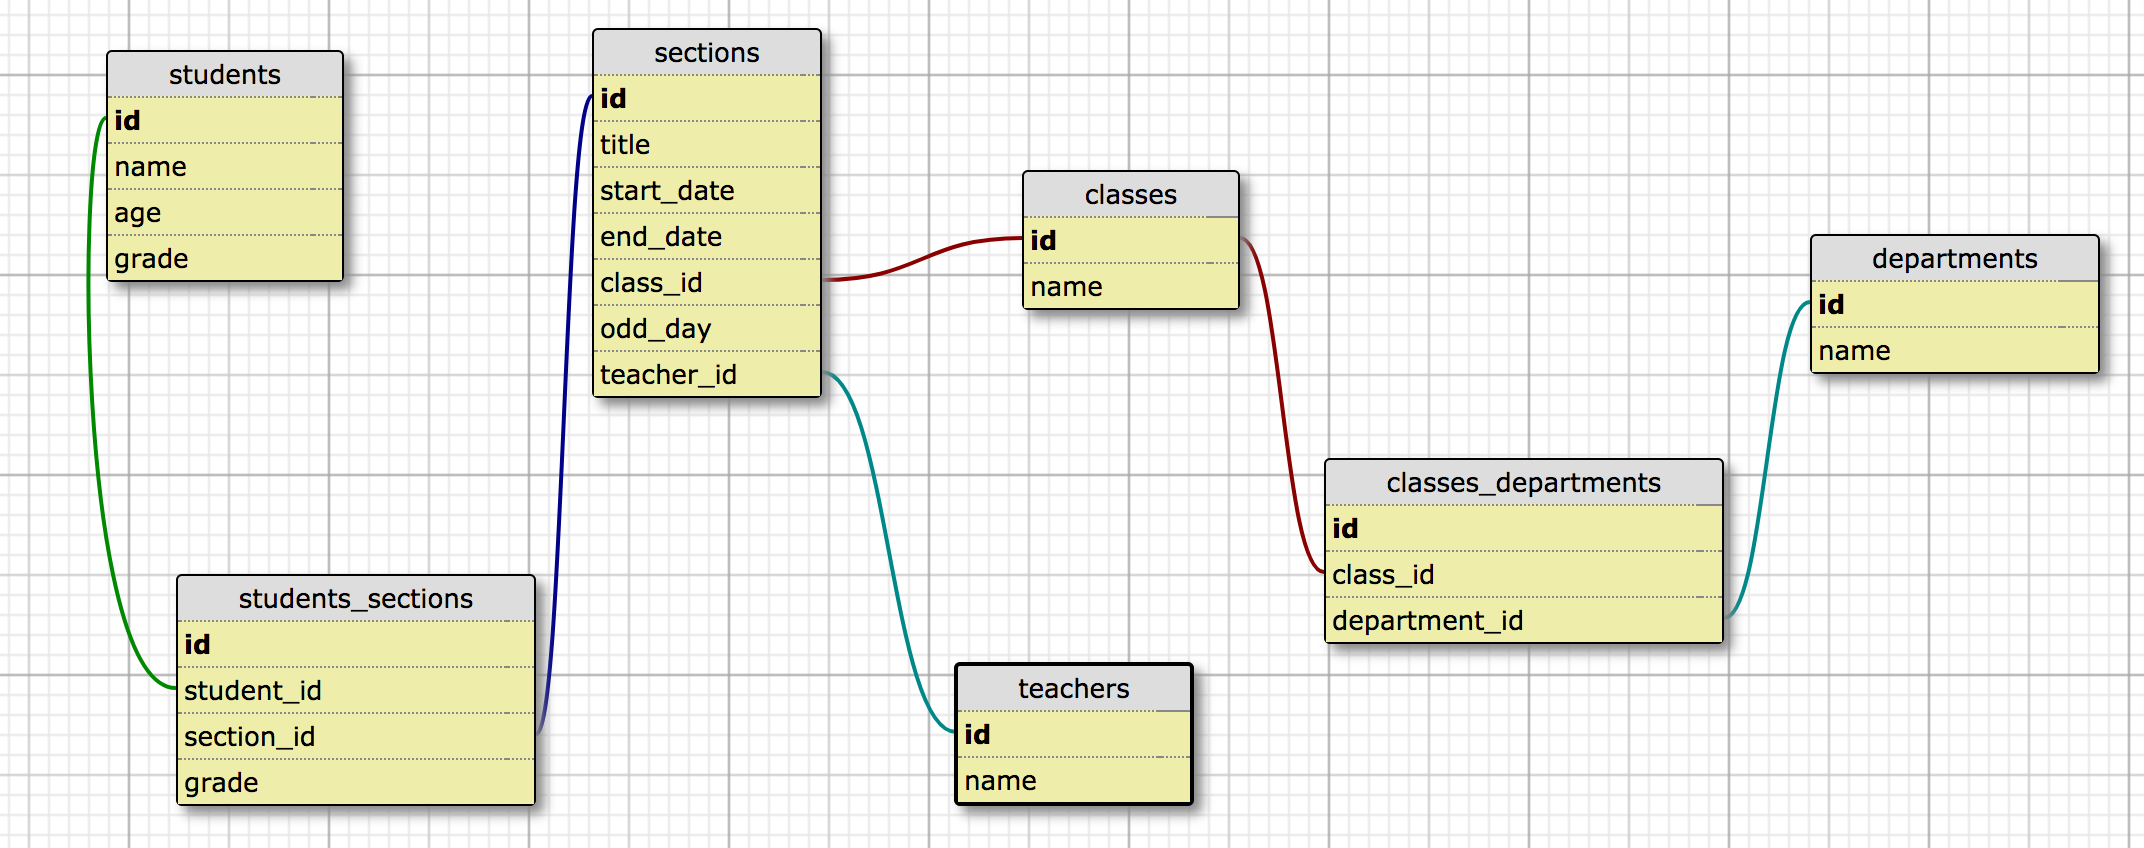 students
id
name
age
grade
sections
id
title
start_date
end_date
class_id
odd_day
teacher_id
classes
id
name
departments
id
name
classes_departments
id
class_id
department_id
students_sections
id
student_id
section_id
grade
teachers
id
name